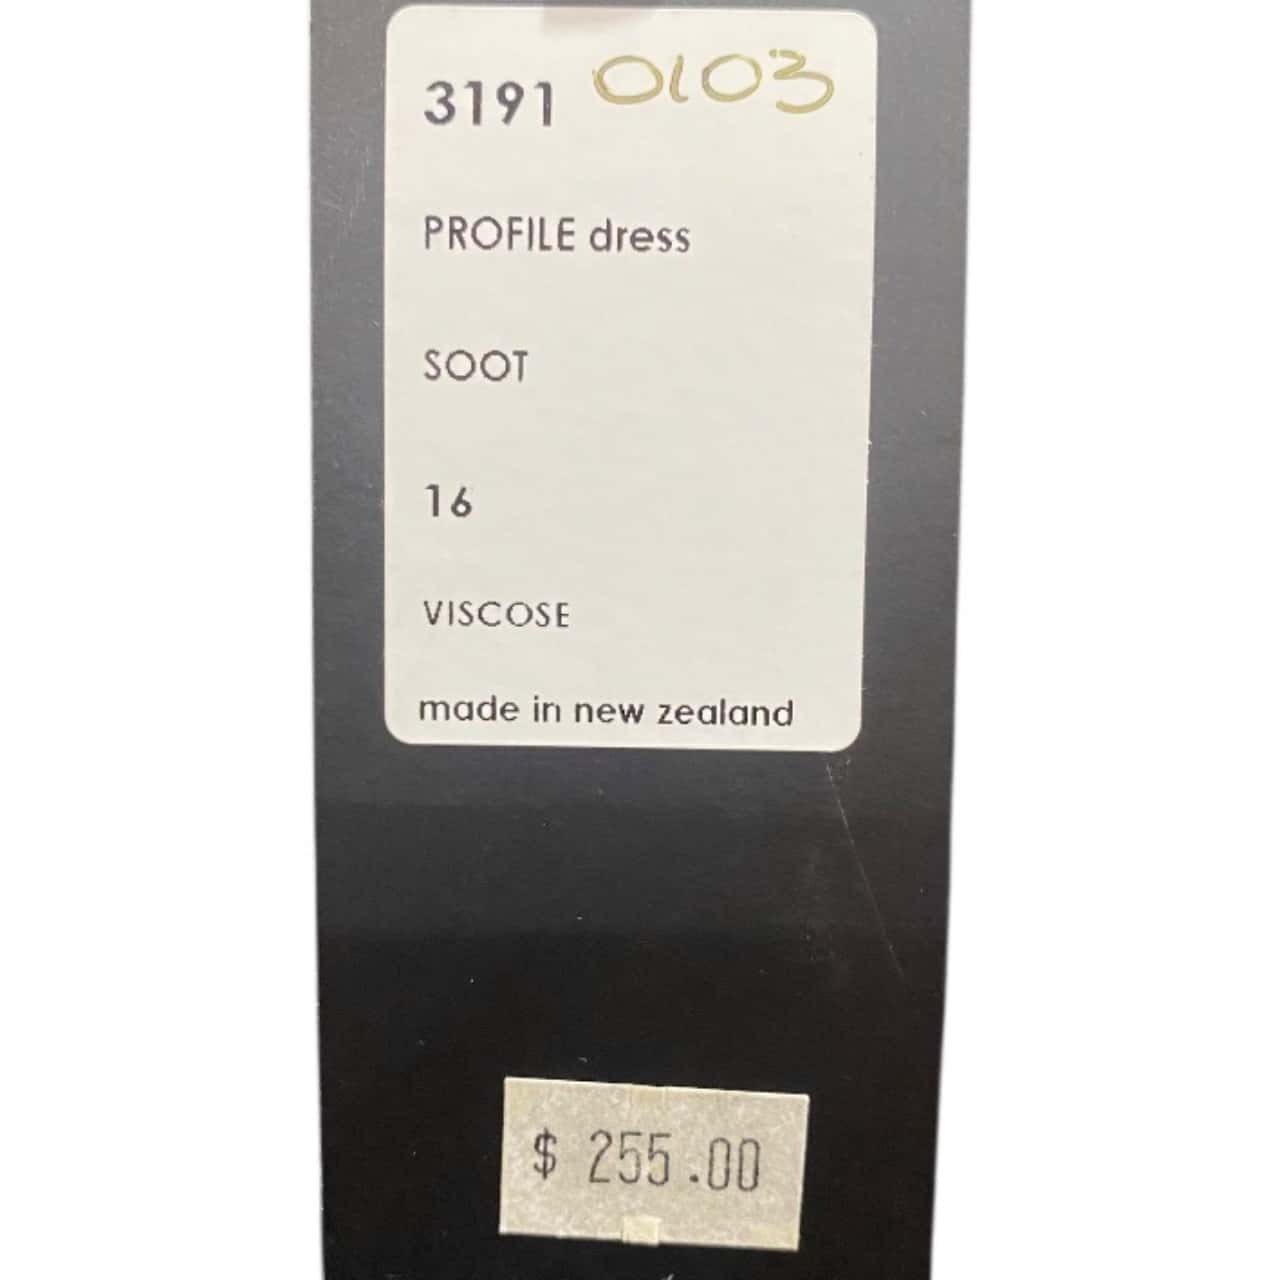 3191 0103
PROFILE dress
SOOT
16
VISCOSE
made in new zealand
$ 255.00